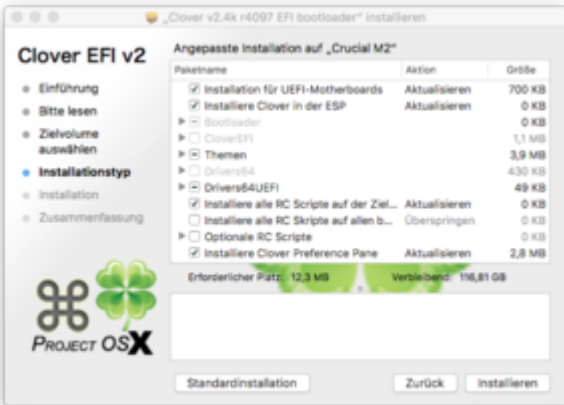 „Clover v2.4k r4097 EFI bootloader“ installieren
Clover EFI v2
Einführung
Bitte lesen
Zielvolume
auswählen
Installationstyp
Installation
Zusammenfassung
Angepasste Installation auf „Crucial M2“
Paketname Aktion Größe
Installation für UEFI-Motherboards Aktualisieren 700 KB
Installiere Clover in der ESP Aktualisieren 0 KB
Bootloader 0 KB
CloverEFI 1,1 MB
Themen 3,9 MB
Drivers64 430 KB
Drivers64UEFI 49 KB
Installiere alle RC Scripte auf der Ziel... Aktualisieren 0 KB
Installiere alle RC Skripte auf allen b... Überspringen 0 KB
Optionale RC Scripte 0 KB
Installiere Clover Preference Pane Aktualisieren 2,8 MB
Erforderlicher Platz: 12,3 MB Verbleibend: 116,81 GB
PROJECT OSX
Standardinstallation Zurück Installieren